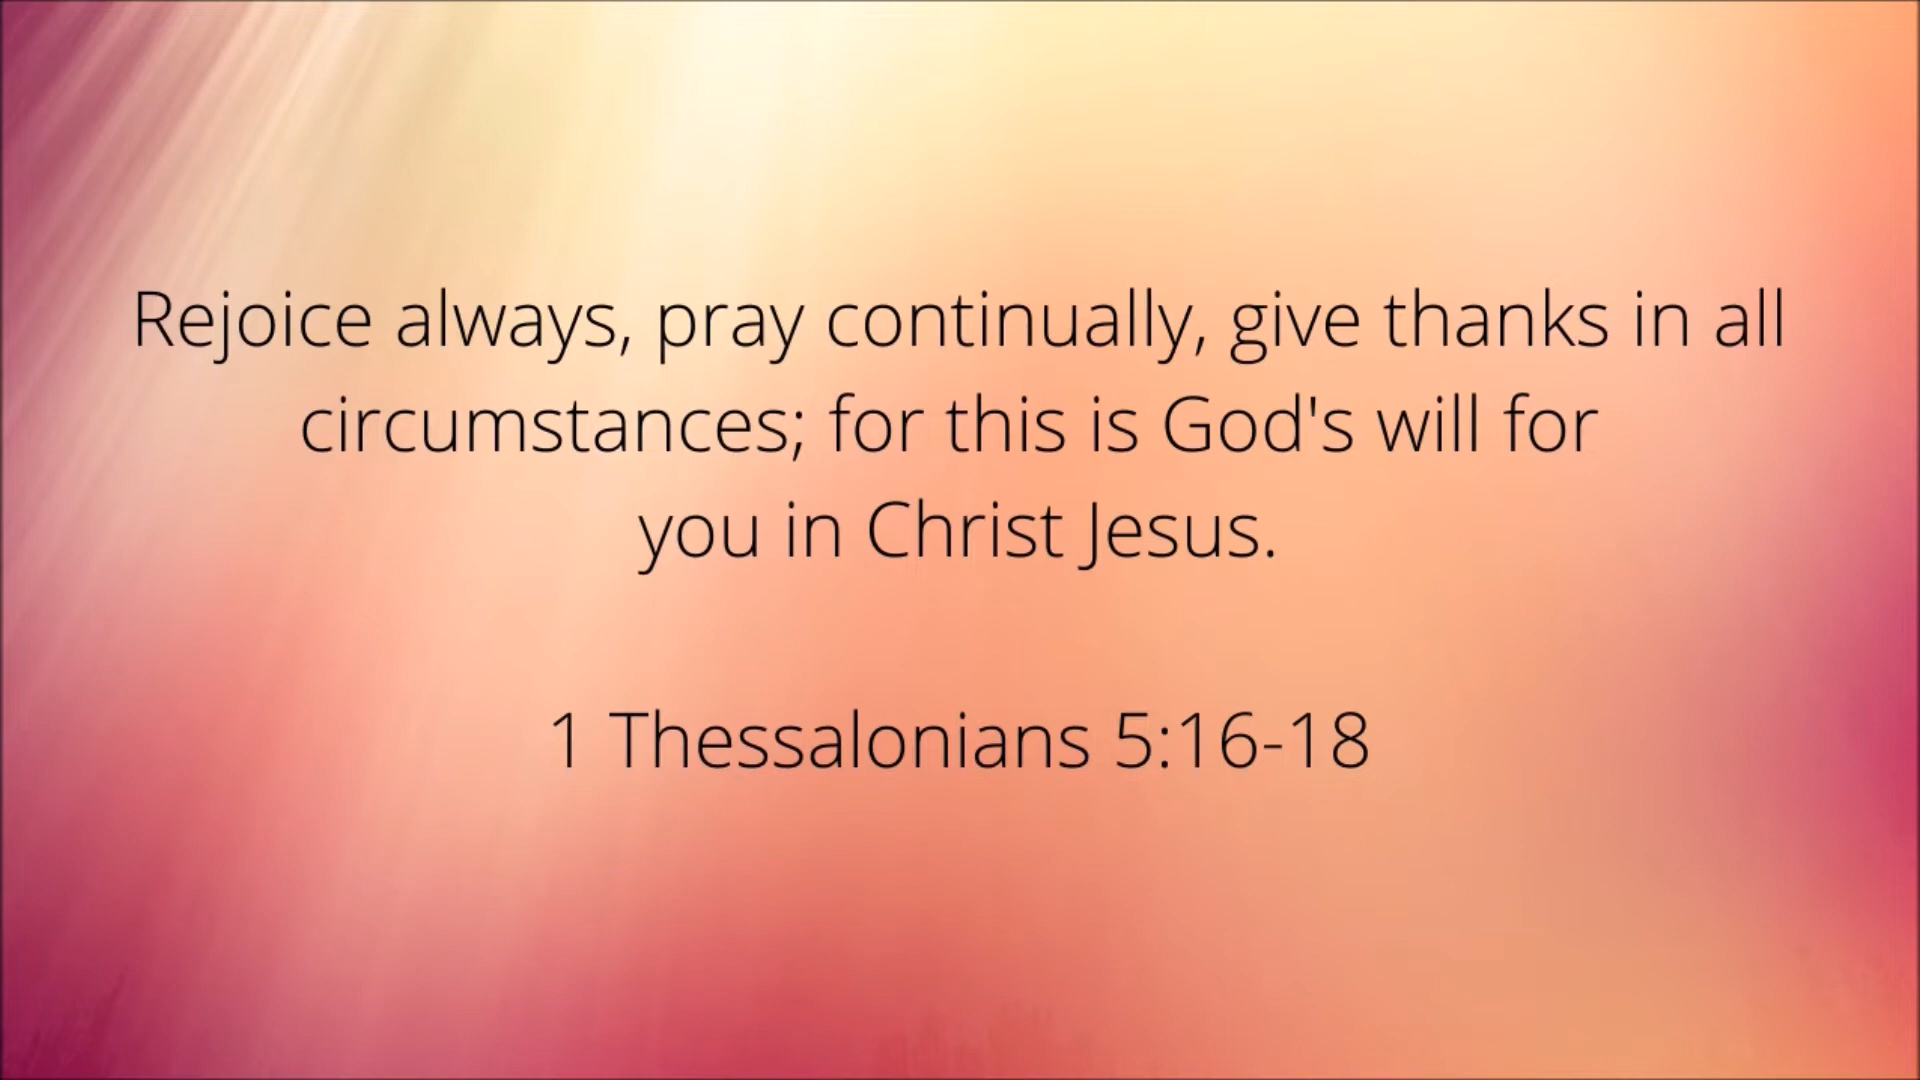 Rejoice always, pray continually, give thanks in all
circumstances; for this is God's will for
you in Christ Jesus.
1 Thessalonians 5:16-18